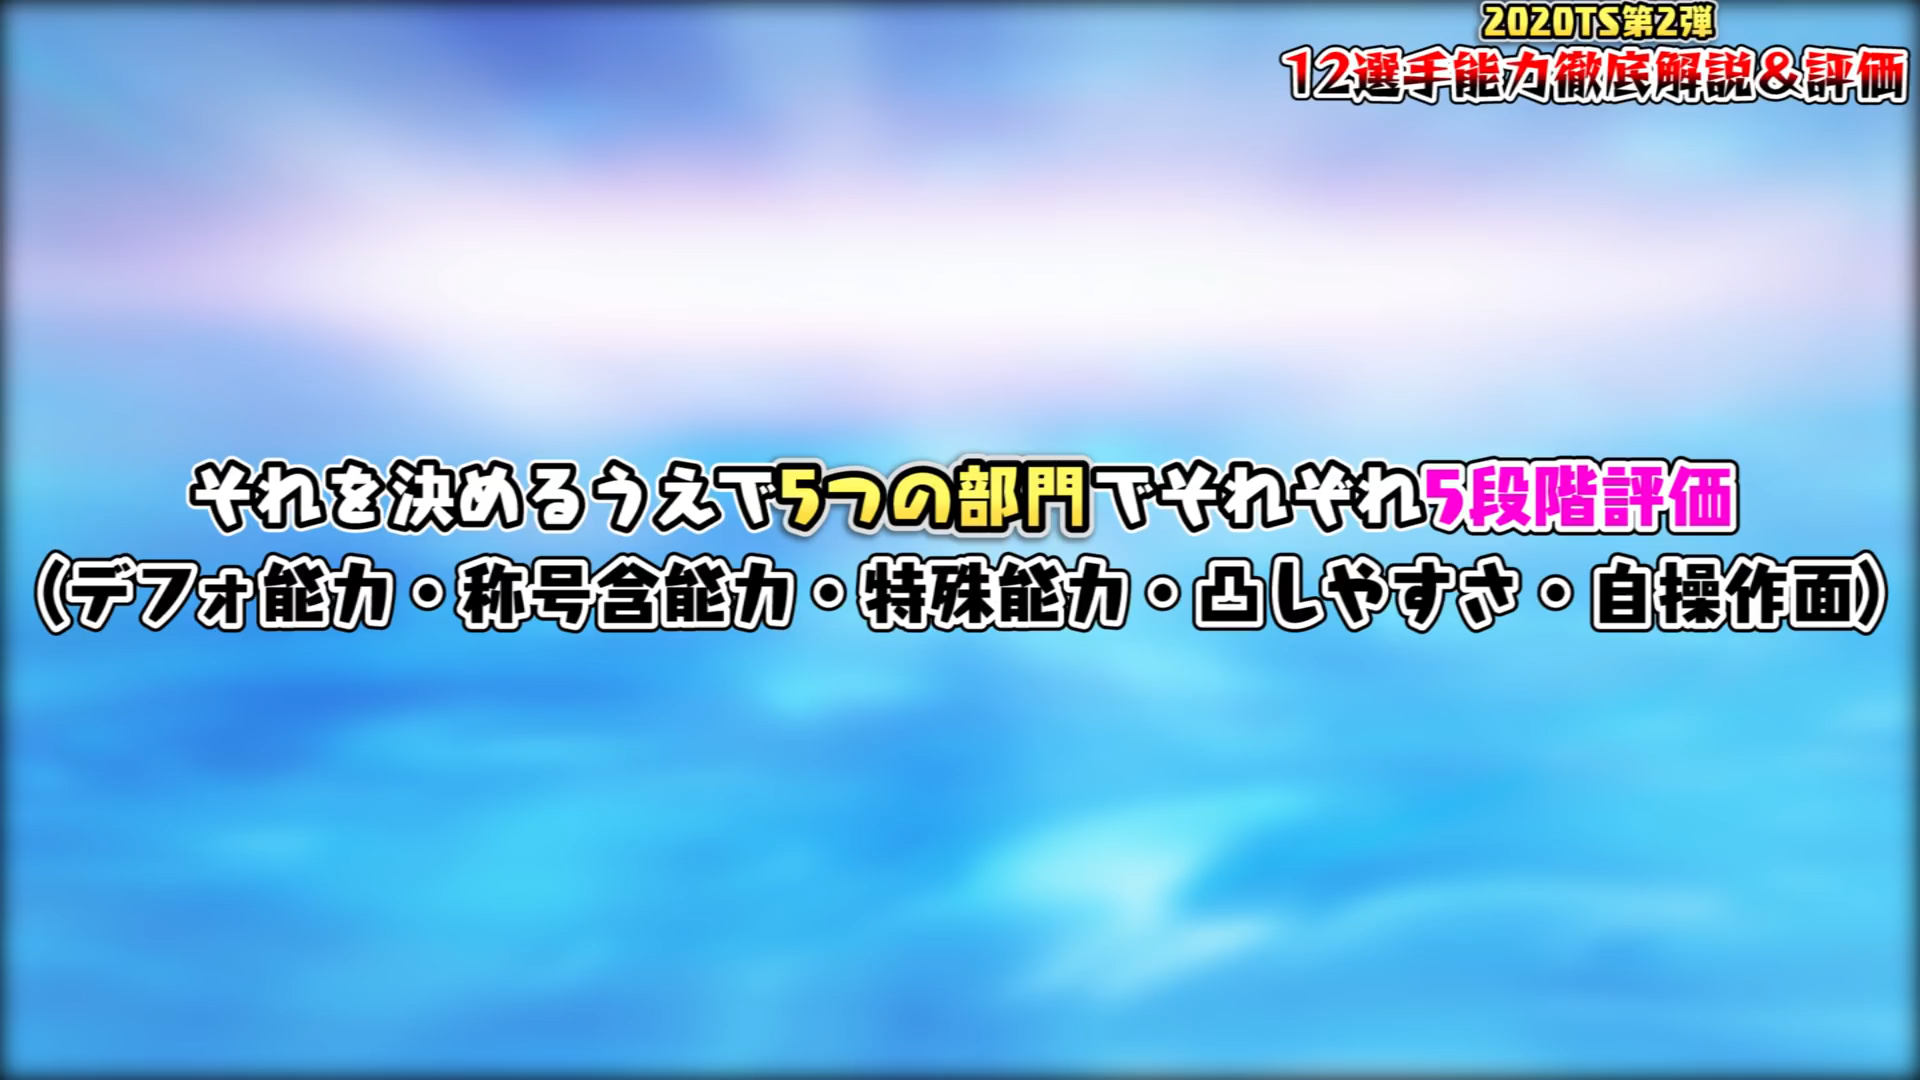 2020TS第2弾
12選手能力徹底解説&評価
それを決めるうえで5つの部門でそれぞれ5段階評価
(デフォ能力・称号含能力・特殊能力・凸しやすさ・自操作面)